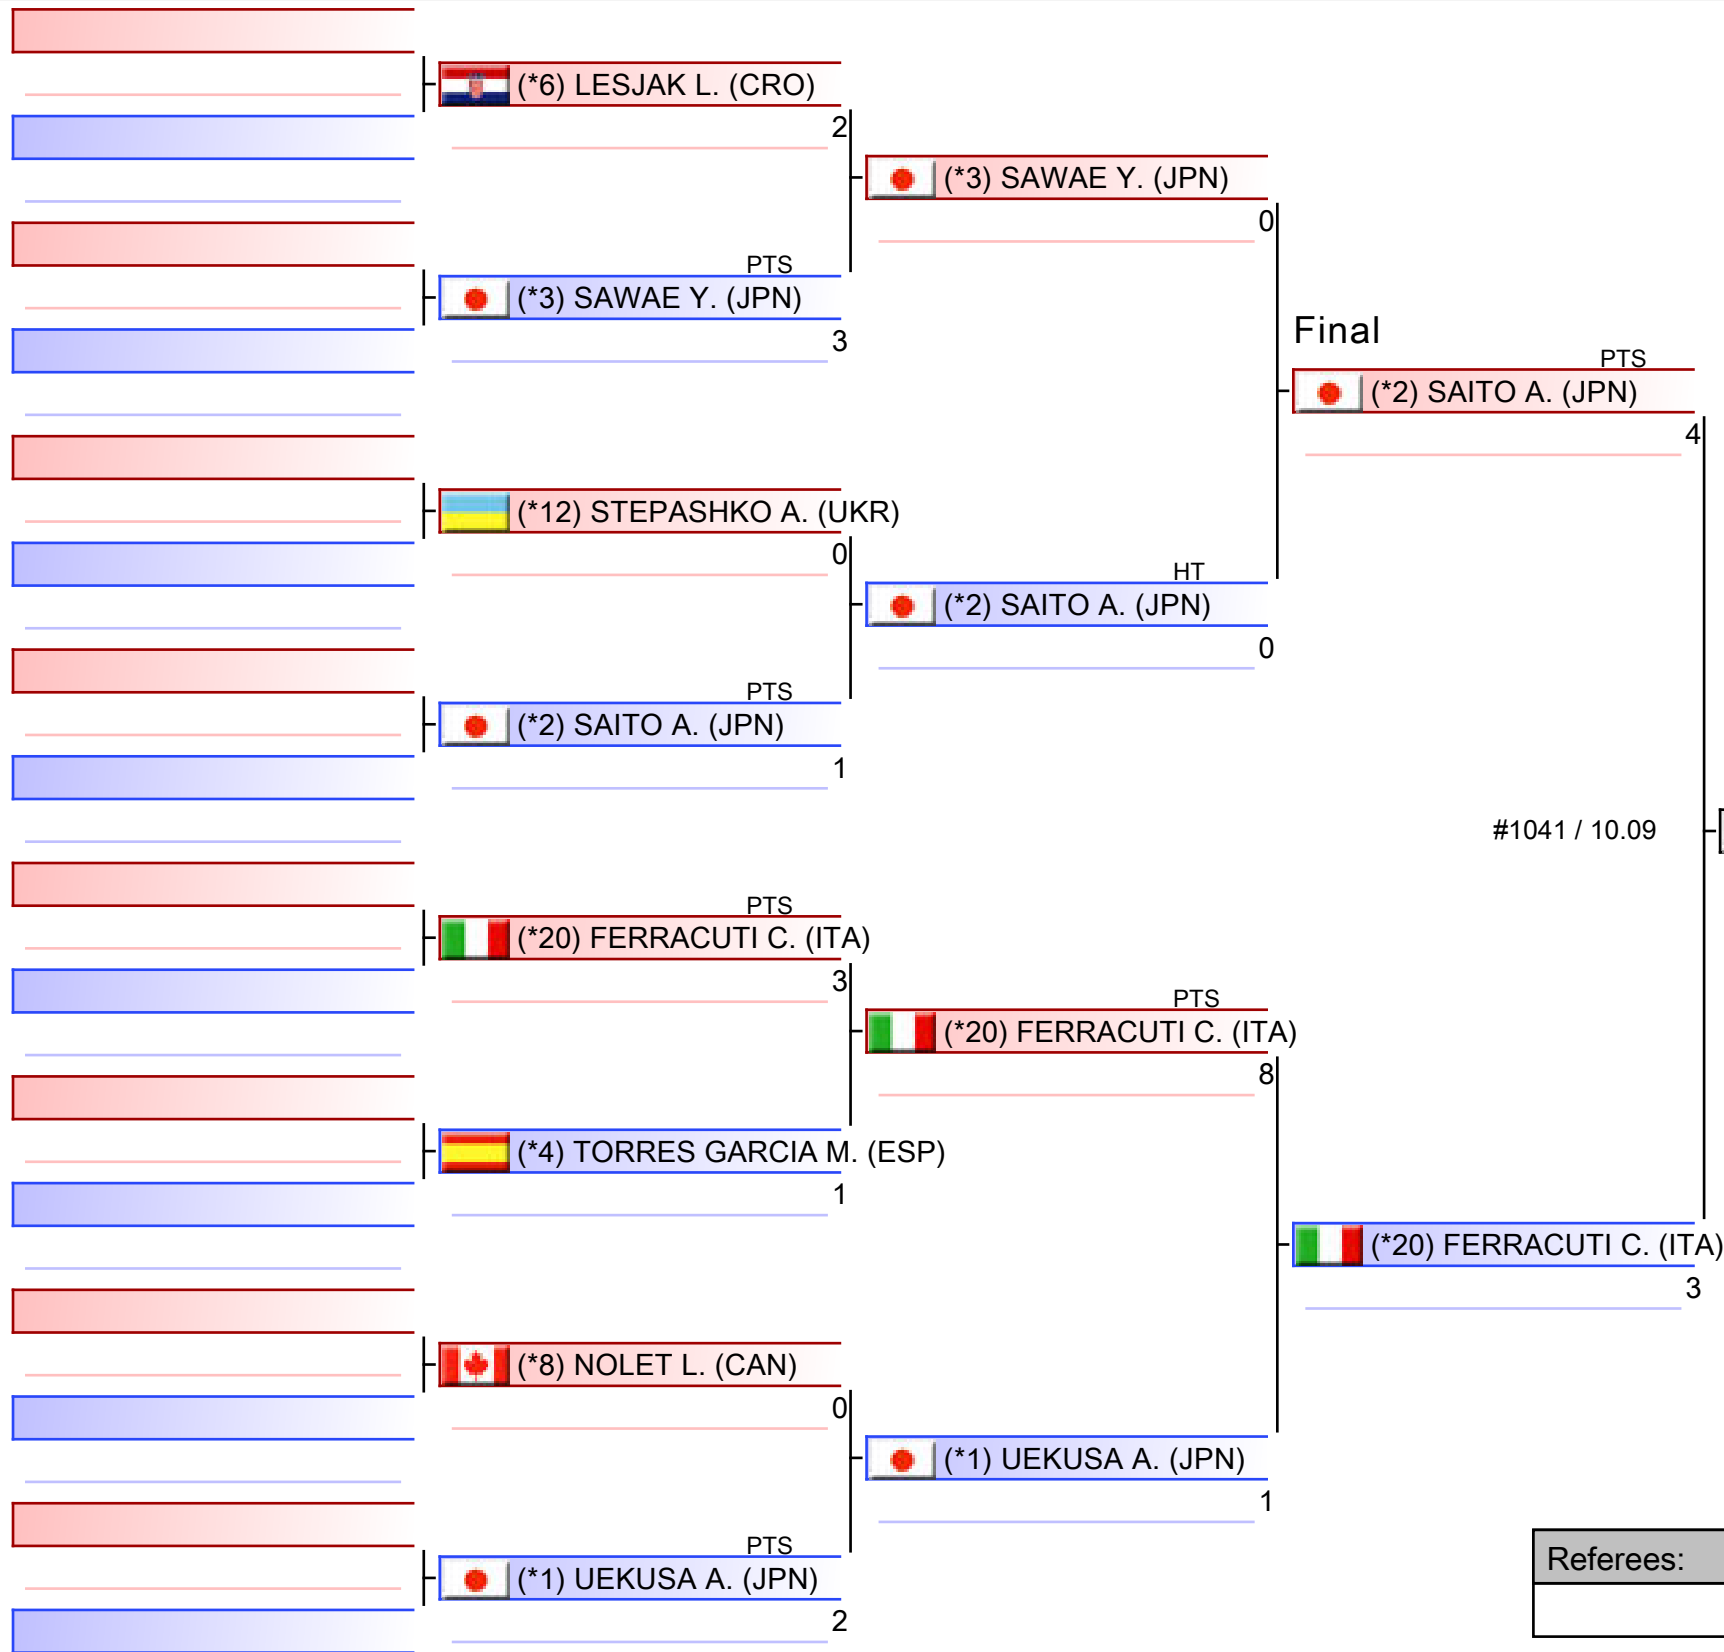 (*6) LESJAK L. (CRO)
2
(*3) SAWAE Y. (JPN)
0
PTS
(*3) SAWAE Y. (JPN)
3
Final
PTS
(*2) SAITO A. (JPN)
4
(*12) STEPASHKO A. (UKR)
0
HT
(*2) SAITO A. (JPN)
0
PTS
(*2) SAITO A. (JPN)
1
#1041 / 10.09
PTS
(*20) FERRACUTI C. (ITA)
3
PTS
(*20) FERRACUTI C. (ITA)
8
(*4) TORRES GARCIA M. (ESP)
1
(*20) FERRACUTI C. (ITA)
3
(*8) NOLET L. (CAN)
0
(*1) UEKUSA A. (JPN)
1
PTS
(*1) UEKUSA A. (JPN)
2
Referees: